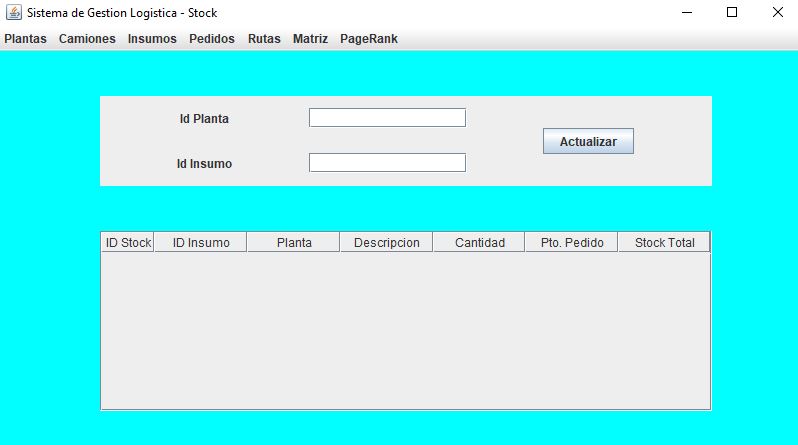 Sistema de Gestion Logistica - Stock
Plantas Camiones Insumos Pedidos Rutas Matriz PageRank
Id Planta
Actualizar
Id Insumo
ID Stock ID Insumo Planta Descripcion Cantidad Pto. Pedido Stock Total